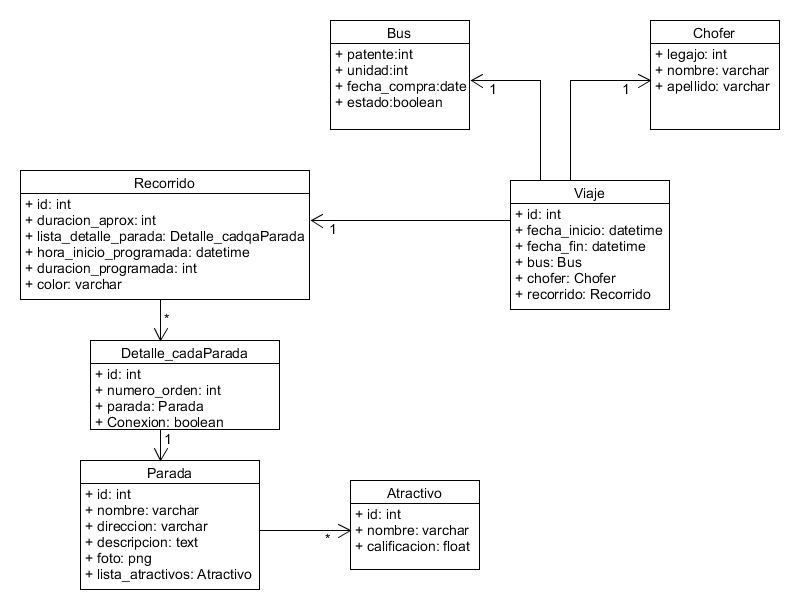 Bus
+ patente:int
+ unidad:int
+ fecha_compra:date
+ estado:boolean
1
Chofer
+ legajo: int
+ nombre: varchar
+ apellido: varchar
1
Recorrido
+ id: int
+ duracion_aprox: int
+ lista_detalle_parada: Detalle_cadqaParada
+ hora_inicio_programada: datetime
+ duracion_programada: int
+ color: varchar
1
Viaje
+ id: int
+ fecha_inicio: datetime
+ fecha_fin: datetime
+ bus: Bus
+ chofer: Chofer
+ recorrido: Recorrido
*
Detalle_cadaParada
+ id: int
+ numero_orden: int
+ parada: Parada
+ Conexion: boolean
1
Parada
+ id: int
+ nombre: varchar
+ direccion: varchar
+ descripcion: text
+ foto: png
+ lista_atractivos: Atractivo
*
Atractivo
+ id: int
+ nombre: varchar
+ calificacion: float